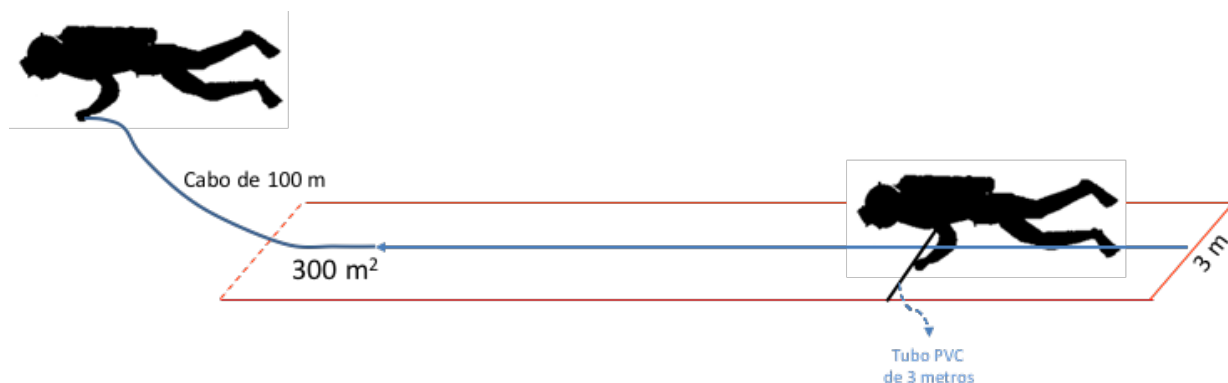 Cabo de 100 m
300 m²
3 m
Tubo PVC
de 3 metros